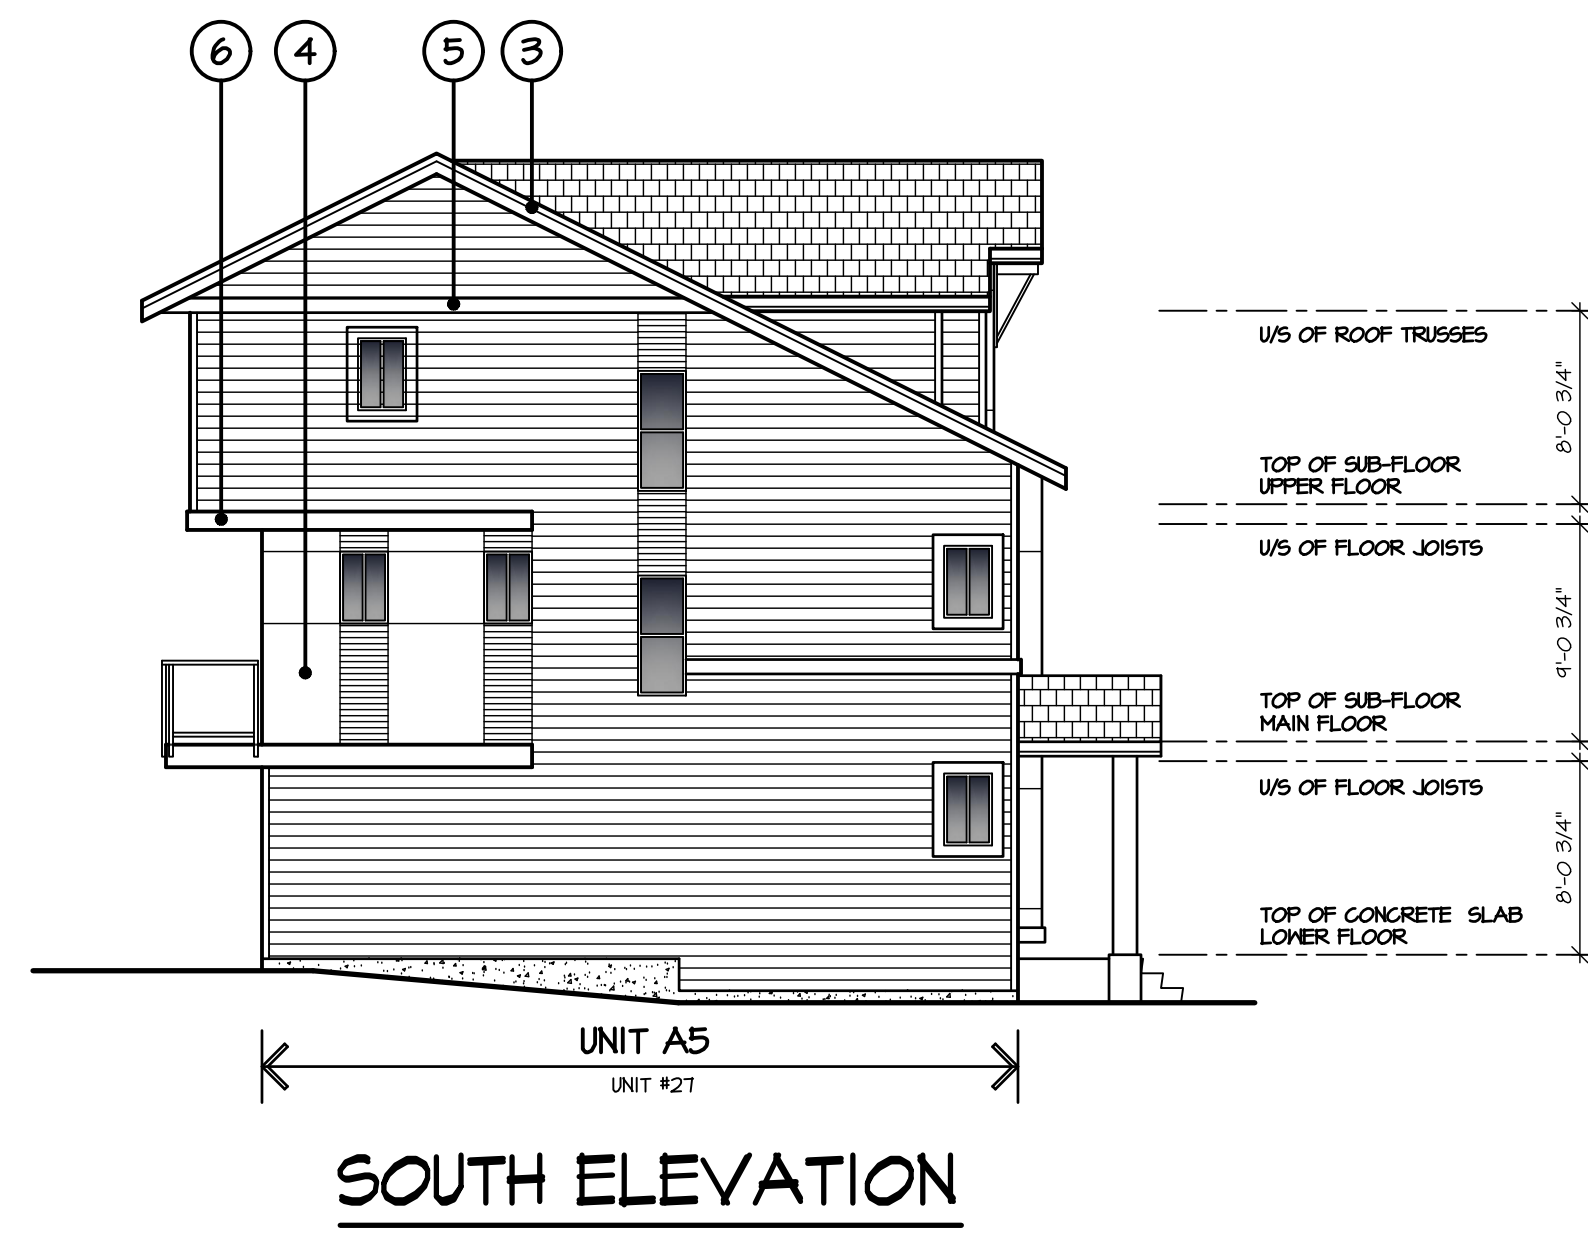 6 4 5 3
U/S OF ROOF TRUSSES
8'-0 3/4"
TOP OF SUB-FLOOR
UPPER FLOOR
U/S OF FLOOR JOISTS
9'-0 3/4"
TOP OF SUB-FLOOR
MAIN FLOOR
U/S OF FLOOR JOISTS
8'-0 3/4"
TOP OF CONCRETE SLAB
LOWER FLOOR
UNIT A5
UNIT #27
SOUTH ELEVATION